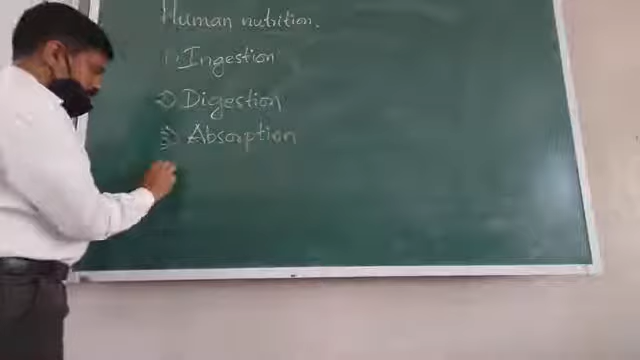 Human nutrition.
1) Ingestion
2) Digestion
3) Absorption